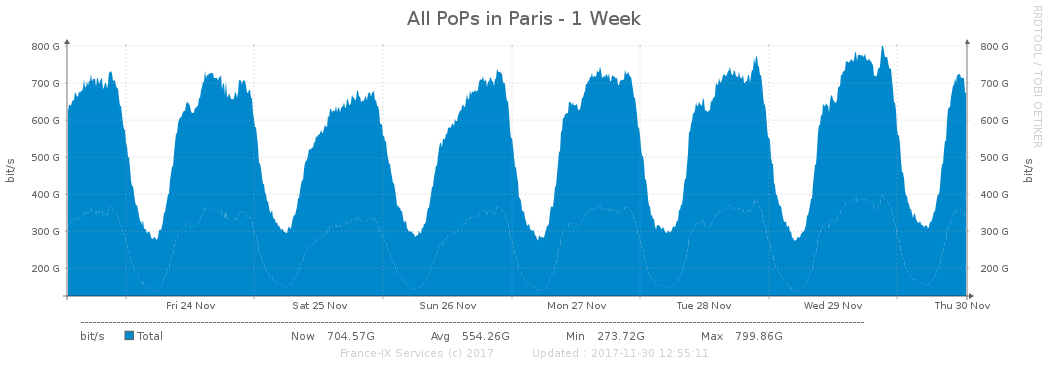 All PoPs in Paris - 1 Week
RRDTOOL / TOBI OETIKER
800 G 800 G
700 G 700 G
600 G 600 G
500 G 500 G
400 G 400 G
300 G 300 G
200 G 200 G
bit/s bit/s
Fri 24 Nov Sat 25 Nov Sun 26 Nov Mon 27 Nov Tue 28 Nov Wed 29 Nov Thu 30 Nov
bit/s Total Now 704.57G Avg 554.26G Min 273.72G Max 799.86G
France-IX Services (c) 2017 Updated : 2017-11-30 12:55:11